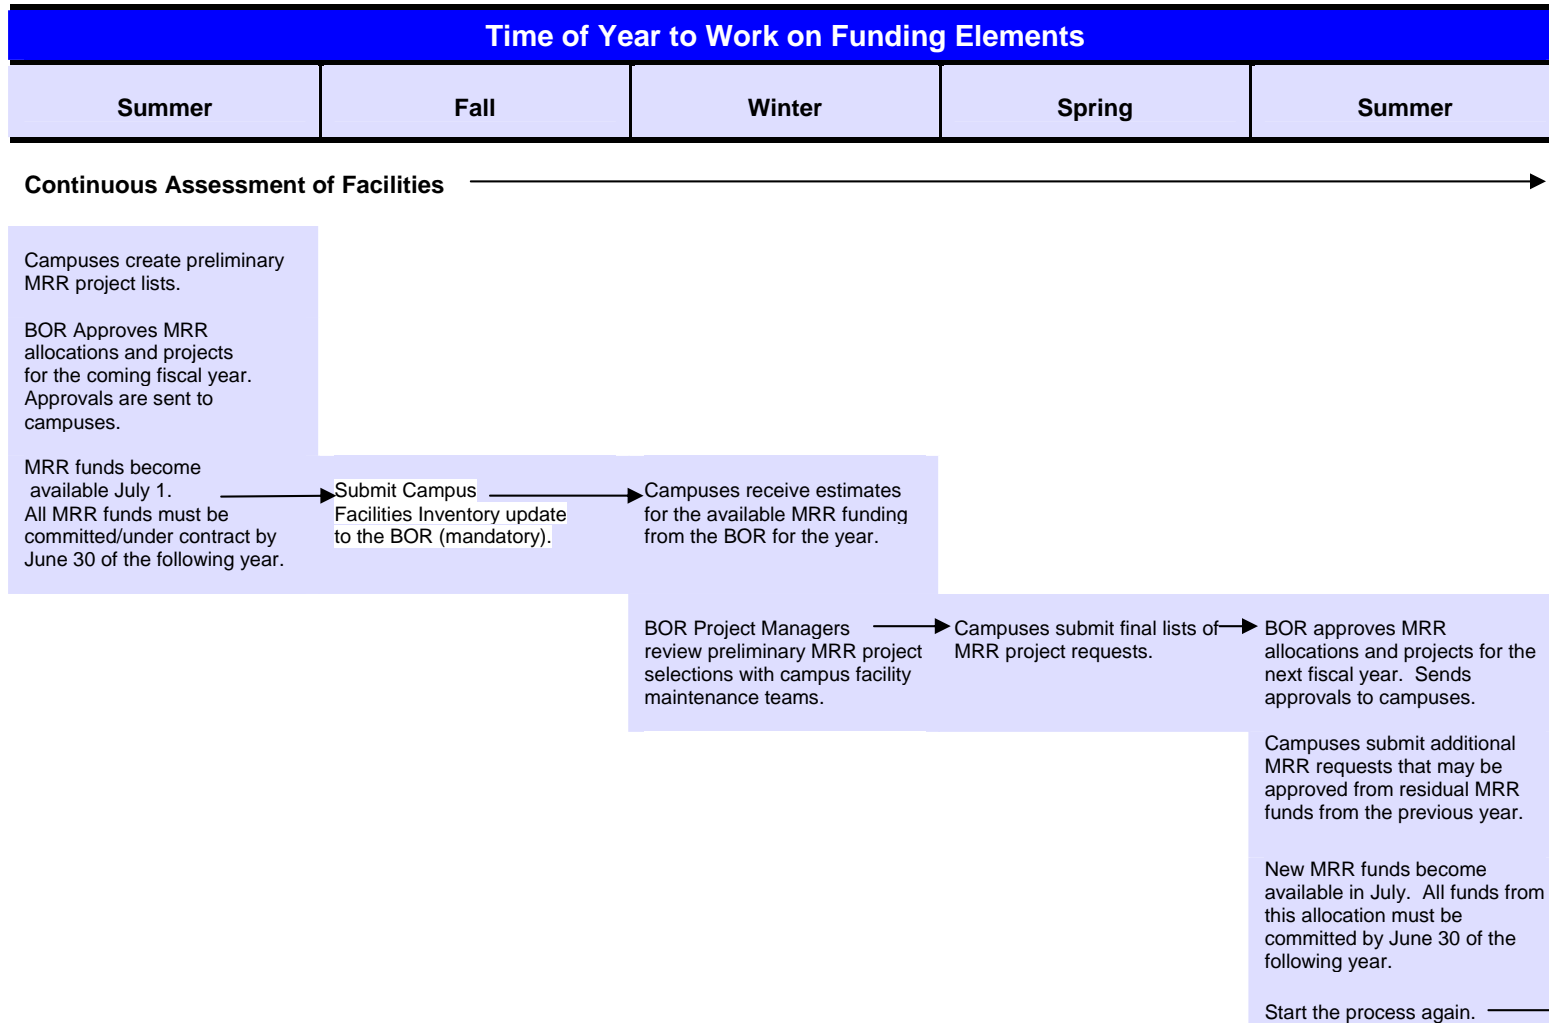 Time of Year to Work on Funding Elements
Summer
Fall
Winter
Spring
Summer
Continuous Assessment of Facilities
Campuses create preliminary
MRR project lists.
BOR Approves MRR
allocations and projects
for the coming fiscal year.
Approvals are sent to
campuses.
MRR funds become
available July 1.
All MRR funds must be
committed/under contract by
June 30 of the following year.
Submit Campus
Facilities Inventory update
to the BOR (mandatory).
Campuses receive estimates
for the available MRR funding
from the BOR for the year.
BOR Project Managers
review preliminary MRR project
selections with campus facility
maintenance teams.
Campuses submit final lists of
MRR project requests.
BOR approves MRR
allocations and projects for the
next fiscal year.  Sends
approvals to campuses.
Campuses submit additional
MRR requests that may be
approved from residual MRR
funds from the previous year.
New MRR funds become
available in July.  All funds from
this allocation must be
committed by June 30 of the
following year.
Start the process again.